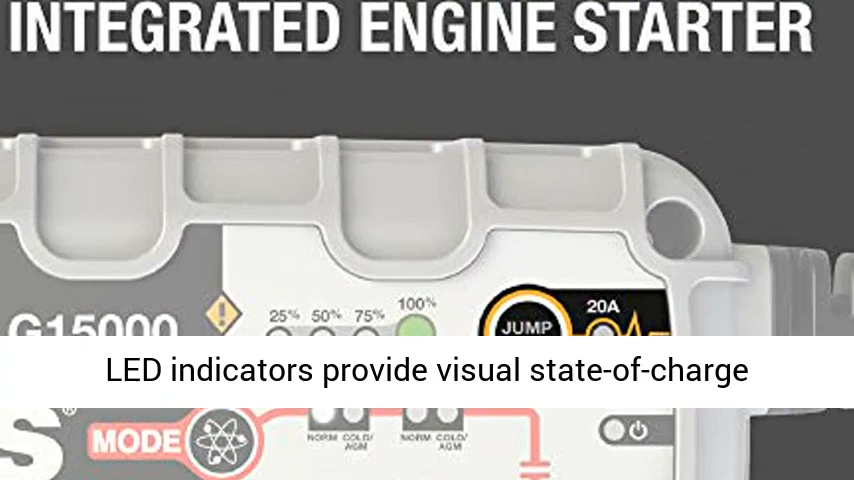 INTEGRATED ENGINE STARTER
25% 50% 75% 100%
G15000
JUMP
20A
LED indicators provide visual state-of-charge
S®
MODE
NORM COLD/AGM NORM COLD/AGM